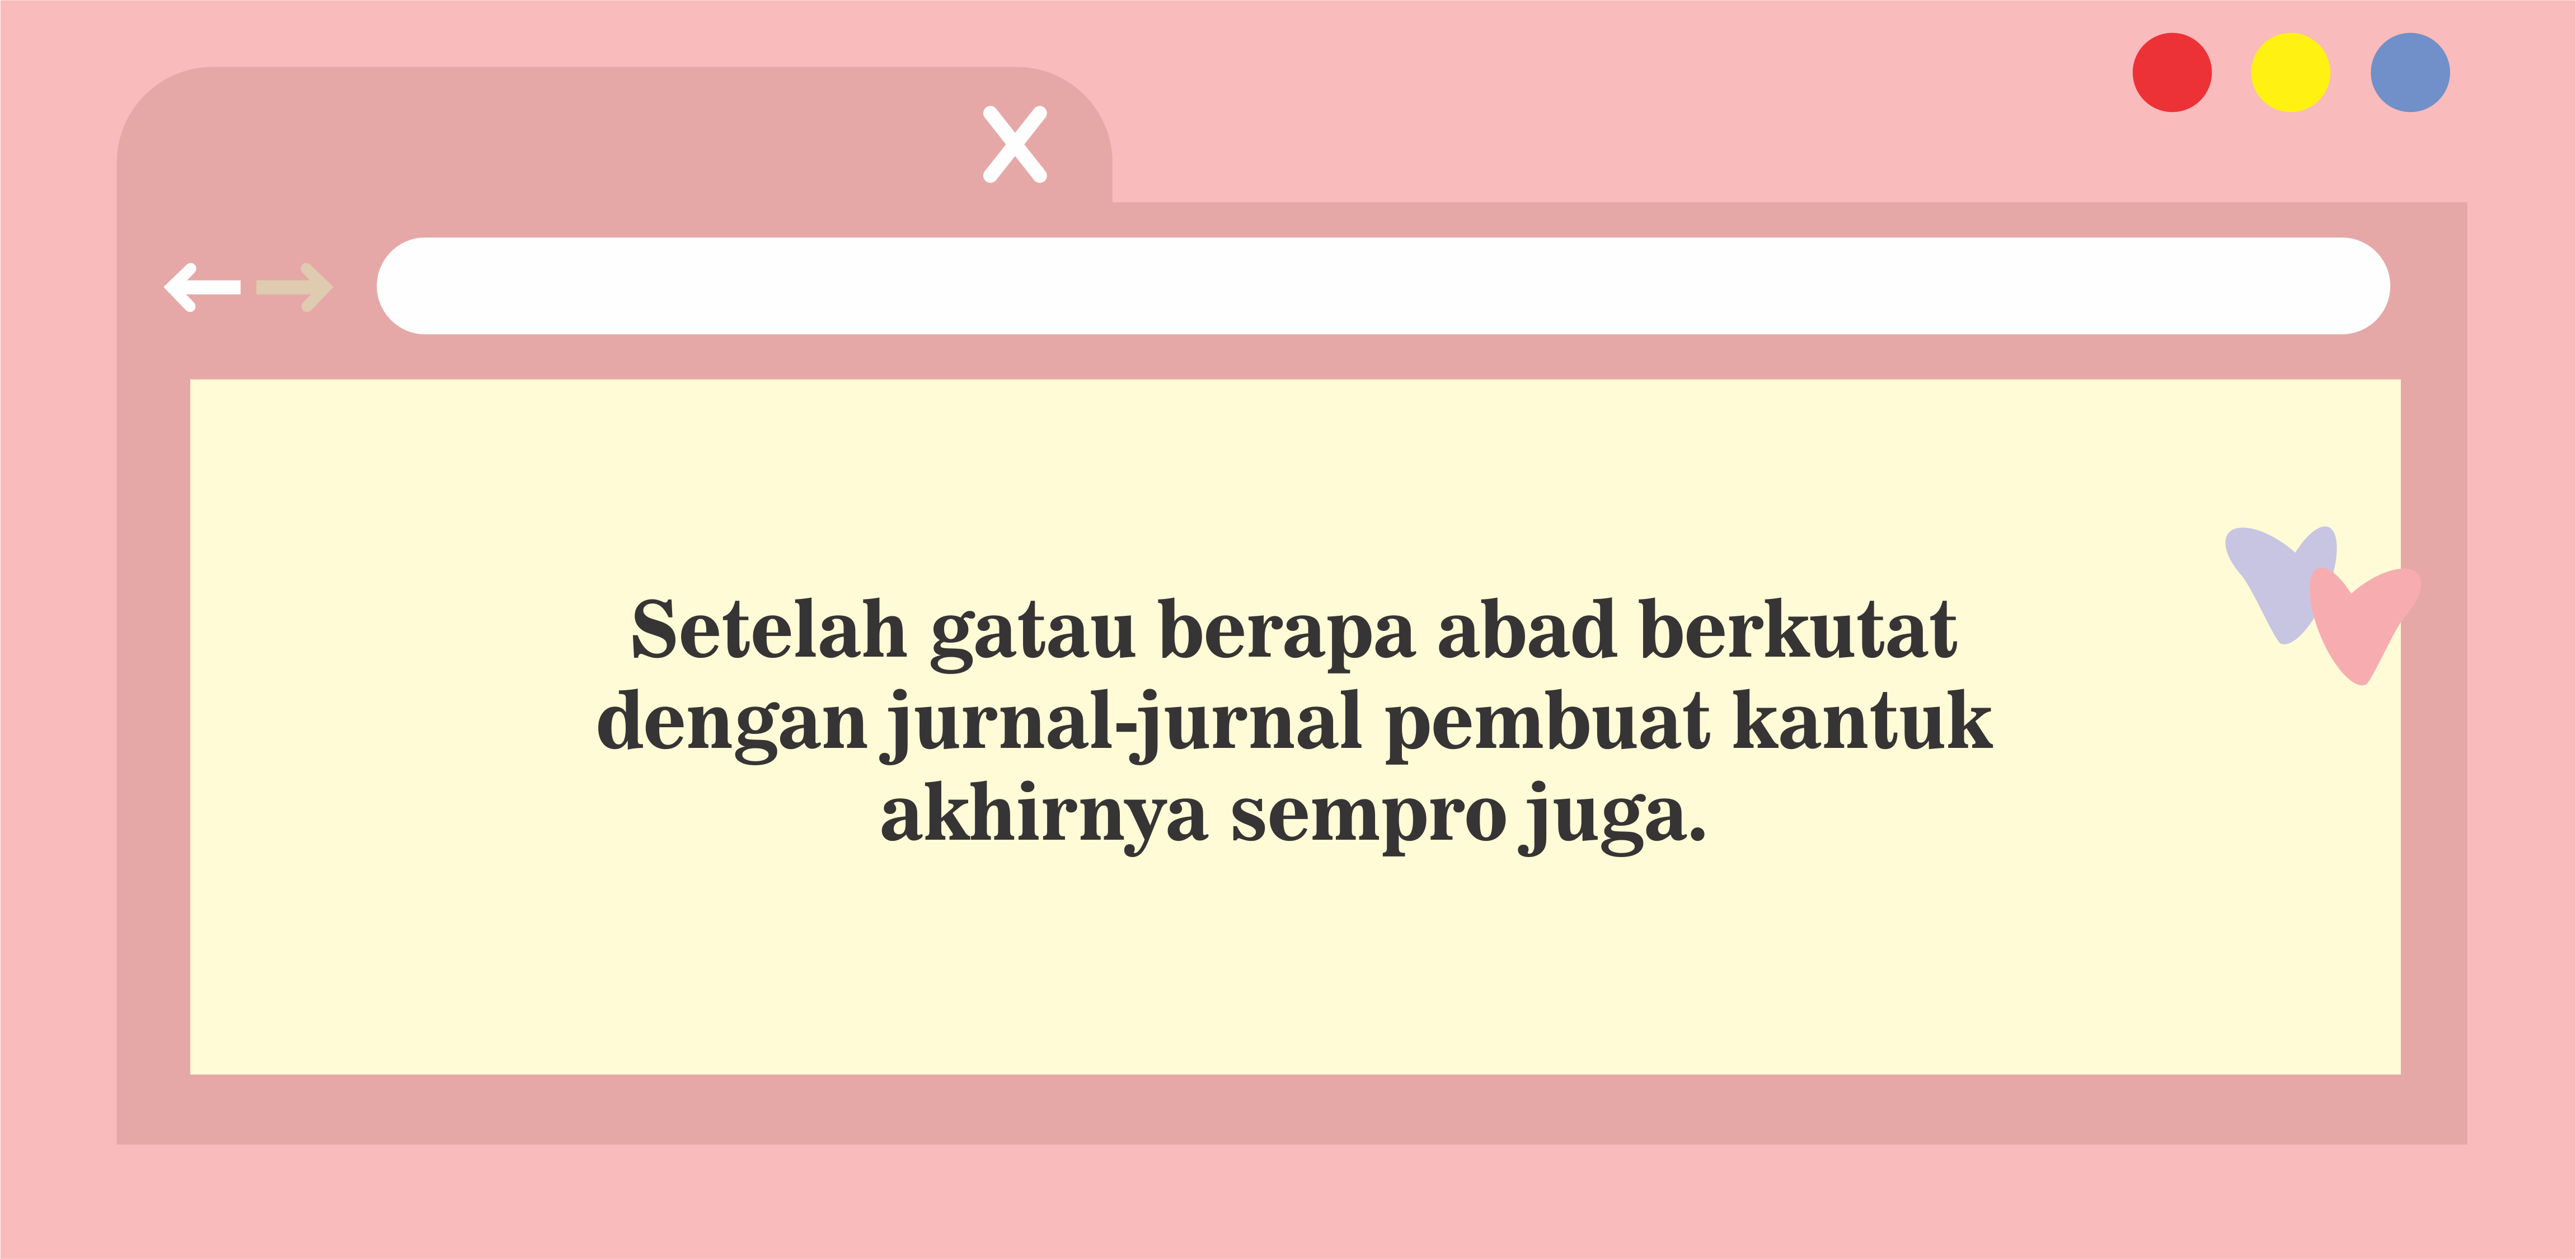 Setelah gatau berapa abad berkutat
dengan jurnal-jurnal pembuat kantuk
akhirnya sempro juga.